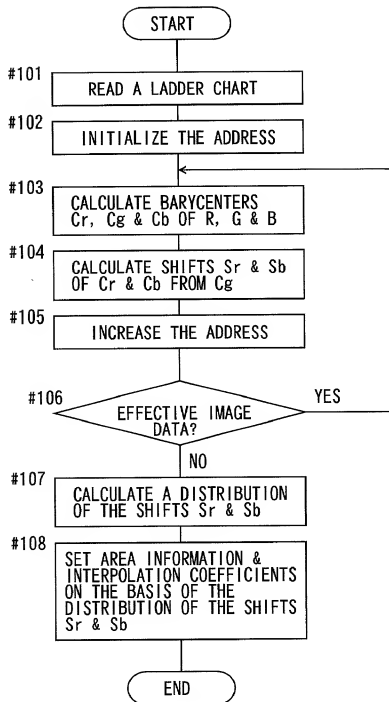 START
#101
READ A LADDER CHART
#102
INITIALIZE THE ADDRESS
#103
CALCULATE BARYCENTERS
Cr, Cg & Cb OF R, G & B
#104
CALCULATE SHIFTS Sr & Sb
OF Cr & Cb FROM Cg
#105
INCREASE THE ADDRESS
#106
EFFECTIVE IMAGE
DATA?
YES
NO
#107
CALCULATE A DISTRIBUTION
OF THE SHIFTS Sr & Sb
#108
SET AREA INFORMATION &
INTERPOLATION COEFFICIENTS
ON THE BASIS OF THE
DISTRIBUTION OF THE SHIFTS
Sr & Sb
END